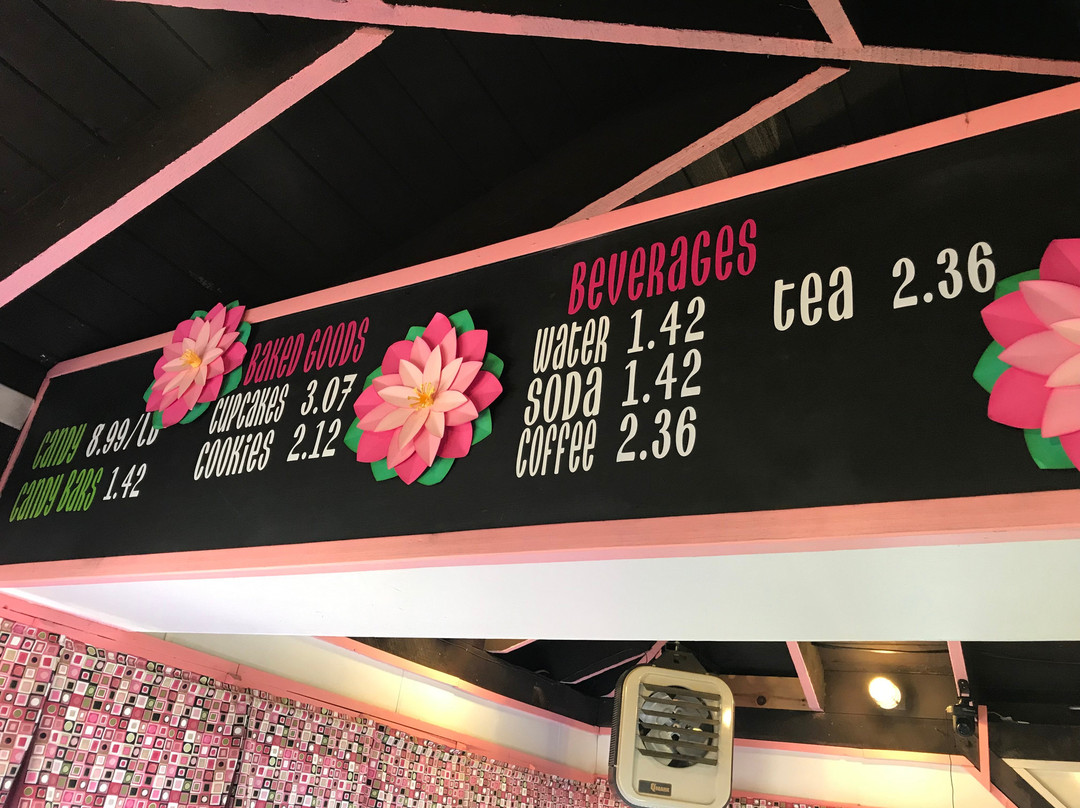 Candy 8.99/LB
Candy Bars 1.42
Baked Goods
Cupcakes 3.07
Cookies 2.12
Beverages
Water 1.42
Soda 1.42
Coffee 2.36
tea 2.36